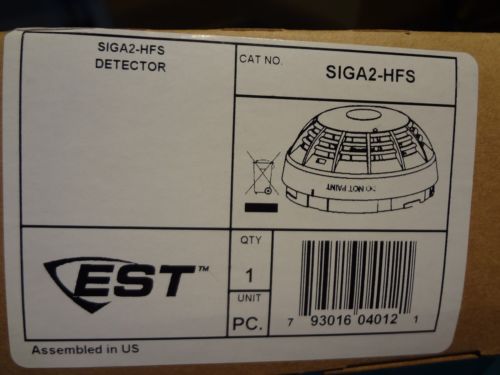 SIGA2-HFS
DETECTOR
CAT NO.
SIGA2-HFS
DO NOT PAINT
EST™
QTY
1
UNIT
PC.
7 93016 04012 1
Assembled in US